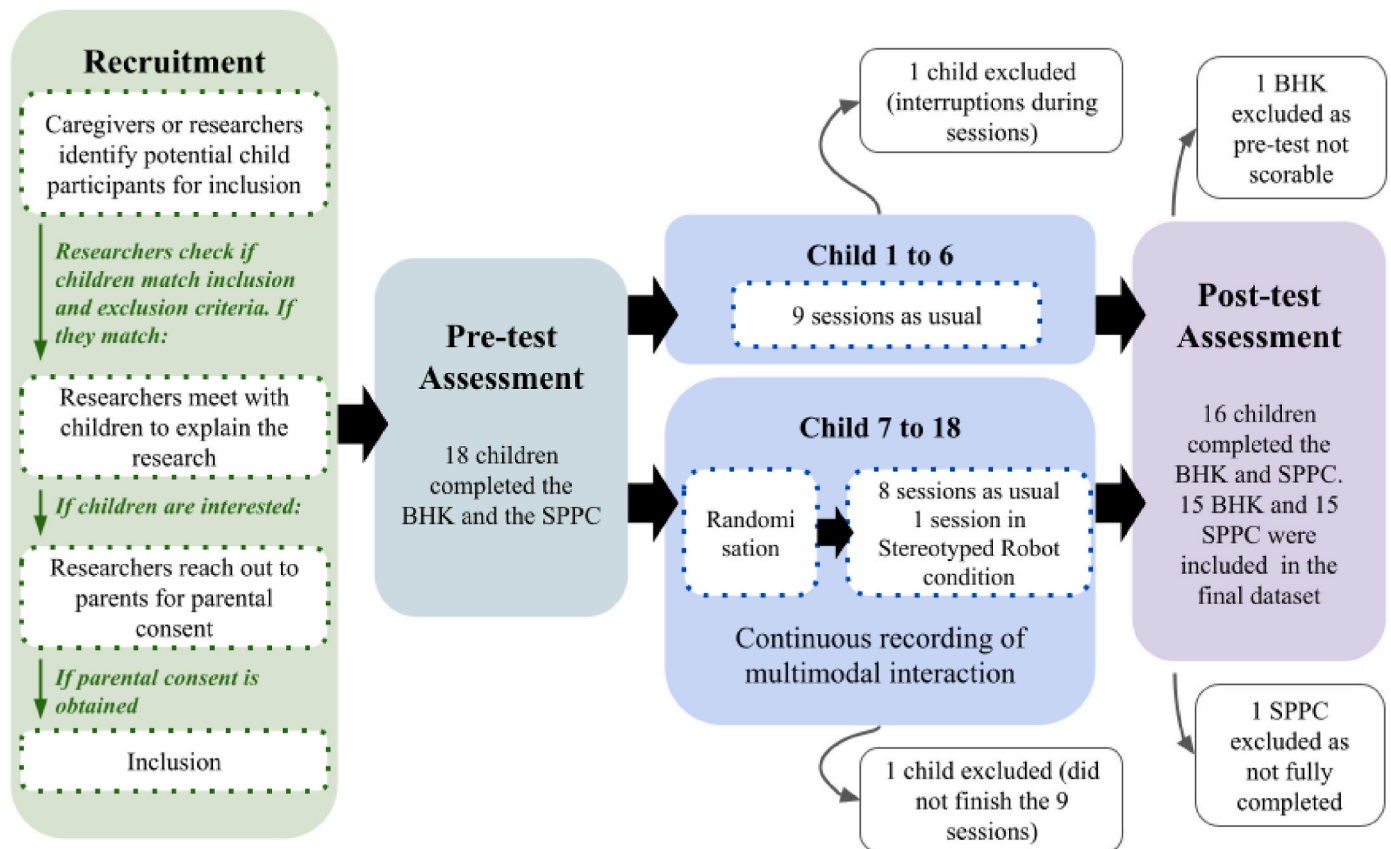 Recruitment
Caregivers or researchers
identify potential child
participants for inclusion
Researchers check if
children match inclusion
and exclusion criteria. If
they match:
Researchers meet with
children to explain the
research
If children are interested:
Researchers reach out to
parents for parental
consent
If parental consent is
obtained
Inclusion
Pre-test
Assessment
18 children
completed the
BHK and the SPPC
1 child excluded
(interruptions during
sessions)
Child 1 to 6
9 sessions as usual
Child 7 to 18
Randomi
sation
8 sessions as usual
1 session in
Stereotyped Robot
condition
Continuous recording of
multimodal interaction
1 child excluded (did
not finish the 9
sessions)
1 BHK
excluded as
pre-test not
scorable
Post-test
Assessment
16 children
completed the
BHK and SPPC.
15 BHK and 15
SPPC were
included in the
final dataset
1 SPPC
excluded as
not fully
completed